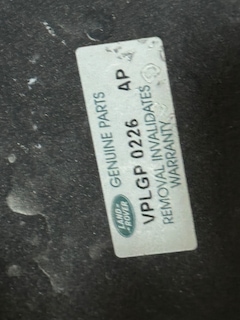 LAND ROVER
GENUINE PARTS
VPLGP 0226 AP
REMOVAL INVALIDATES
WARRANTY